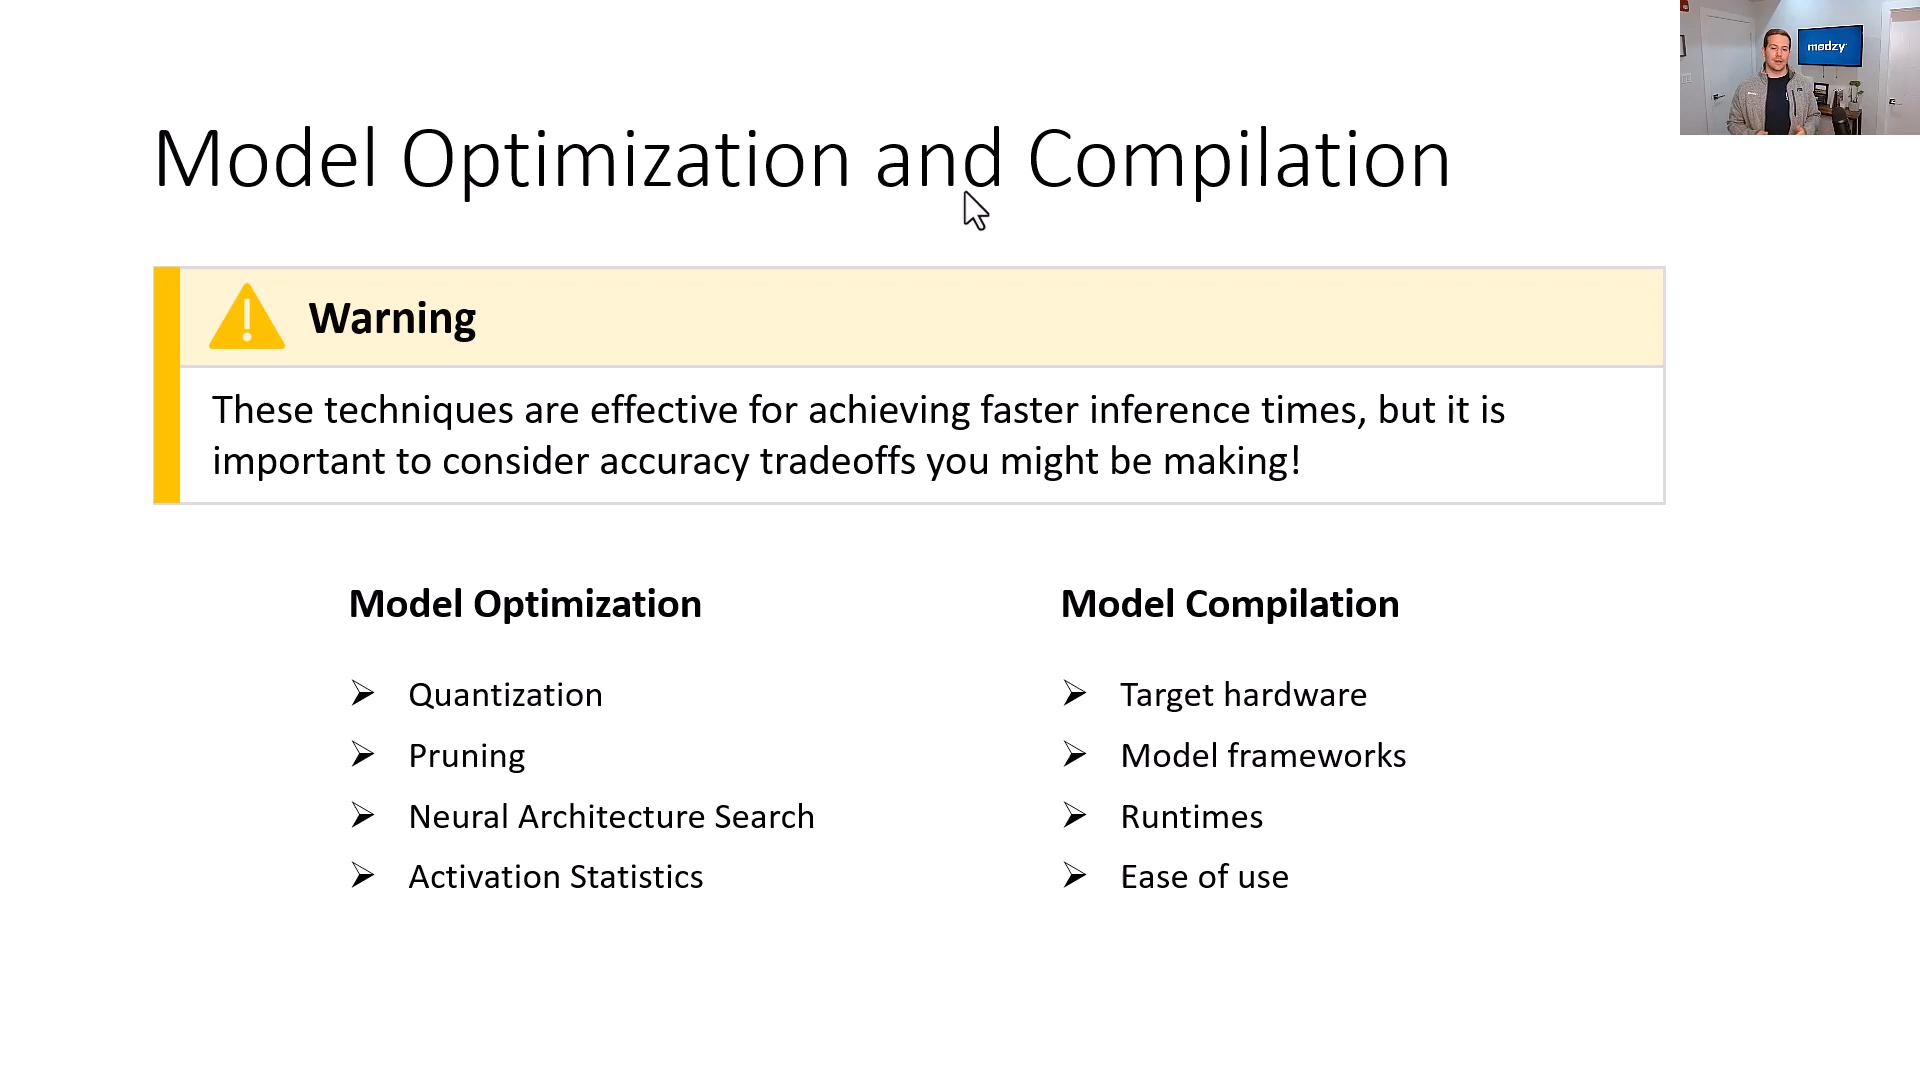 modzy
Model Optimization and Compilation
Warning
These techniques are effective for achieving faster inference times, but it is
important to consider accuracy tradeoffs you might be making!
Model Optimization
Quantization
Pruning
Neural Architecture Search
Activation Statistics
Model Compilation
Target hardware
Model frameworks
Runtimes
Ease of use